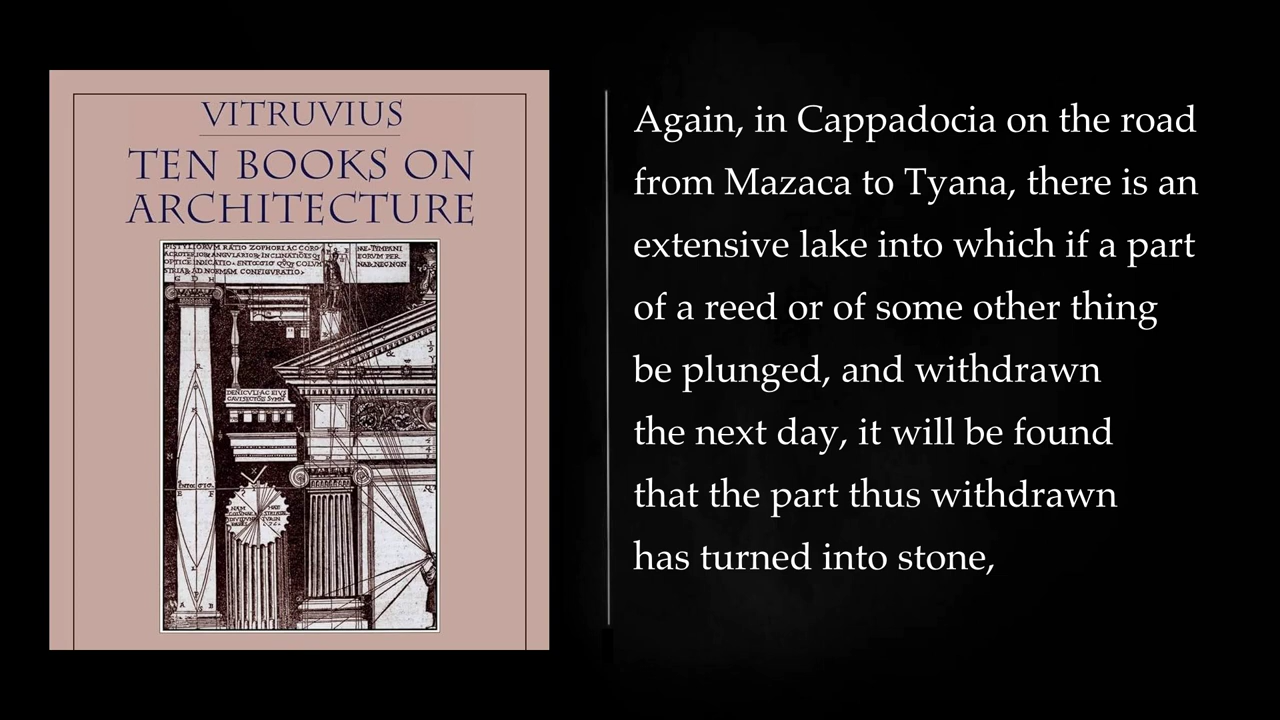 VITRUVIUS
TEN BOOKS ON
ARCHITECTURE
Again, in Cappadocia on the road
from Mazaca to Tyana, there is an
extensive lake into which if a part
of a reed or of some other thing
be plunged, and withdrawn
the next day, it will be found
that the part thus withdrawn
has turned into stone,